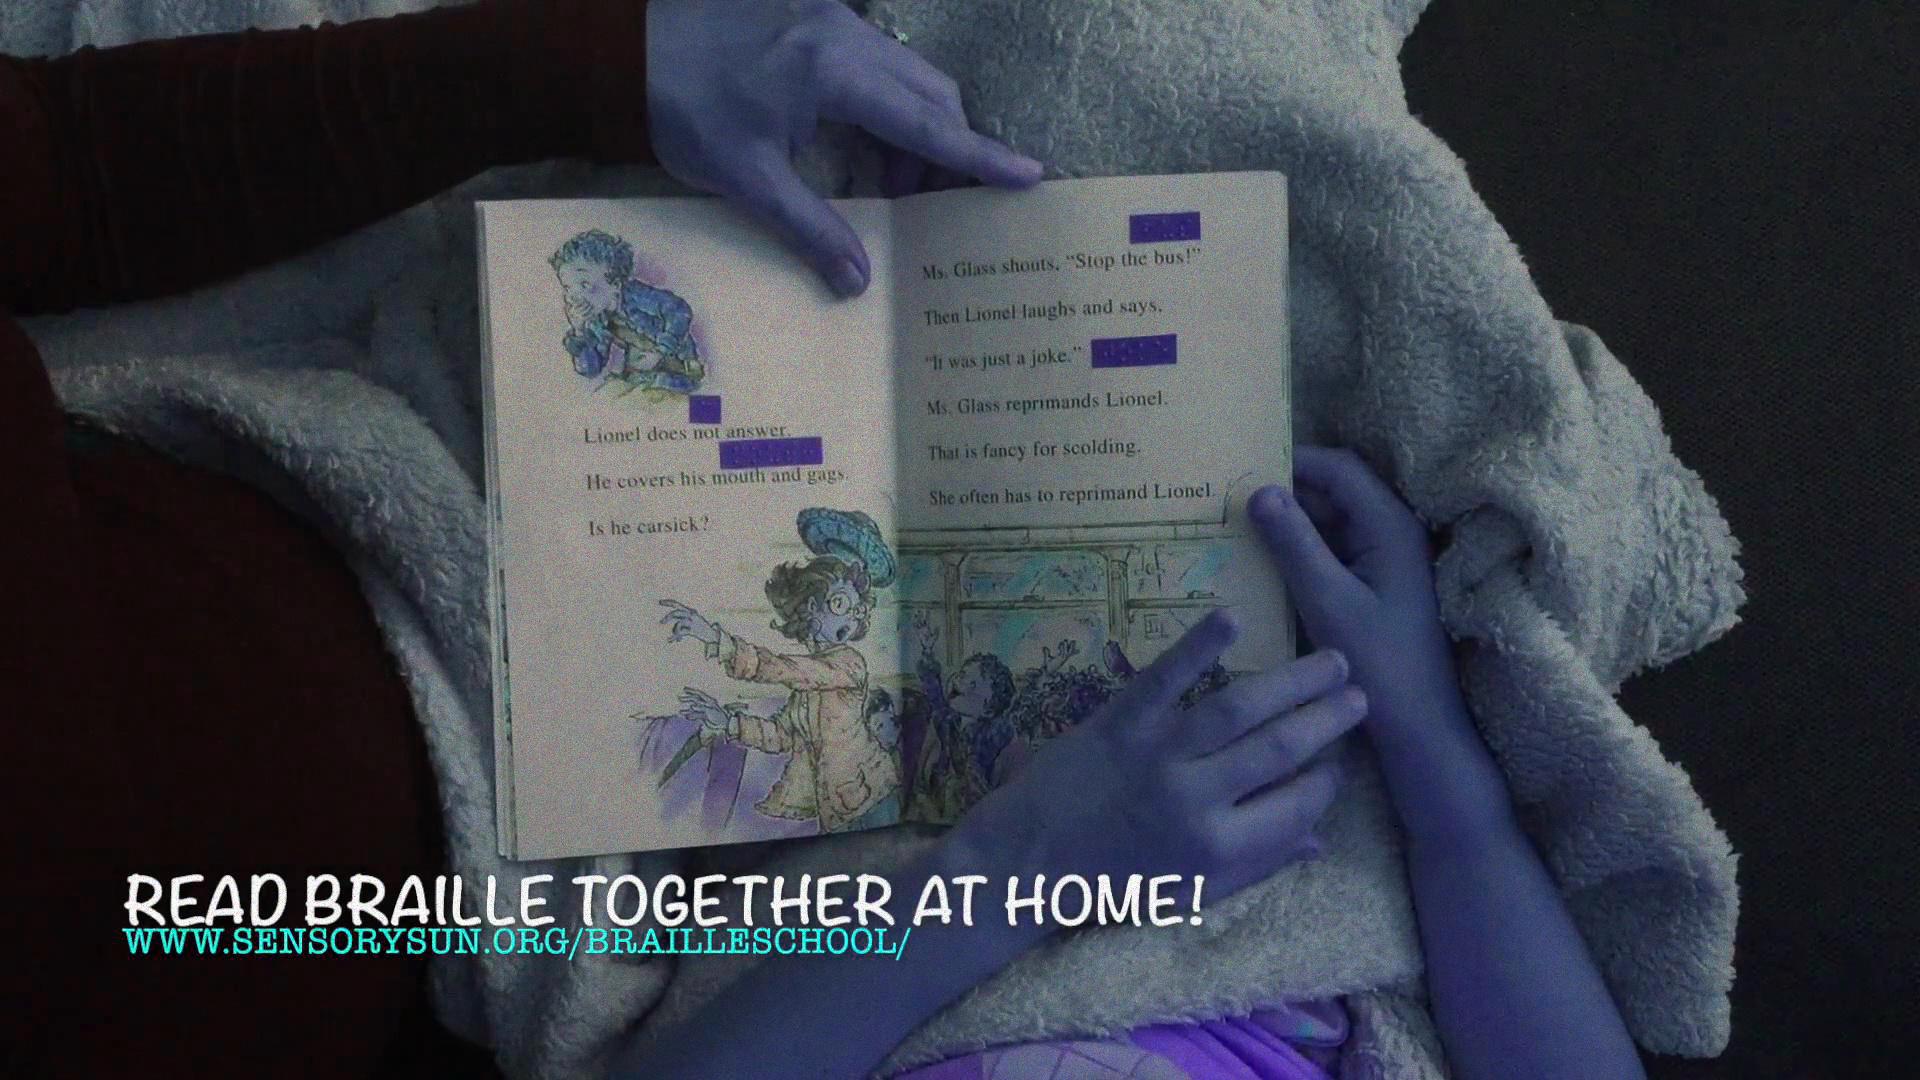 Lionel does not answer.
He covers his mouth and gags.
Is he carsick?
Ms. Glass shouts, “Stop the bus!”
Then Lionel laughs and says,
“It was just a joke.”
Ms. Glass reprimands Lionel.
That is fancy for scolding.
She often has to reprimand Lionel.
READ BRAILLE TOGETHER AT HOME!
WWW.SENSORYSUN.ORG/BRAILLESCHOOL/